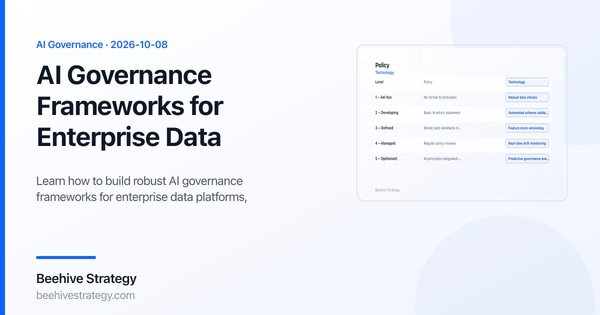 AI Governance · 2026-10-08
AI Governance
Frameworks for
Enterprise Data
Learn how to build robust AI governance
frameworks for enterprise data platforms,
Beehive Strategy
beehivestrategy.com
Policy
Technology
Level Policy Technology
1 – Ad-hoc No formal AI principles Manual data checks
2 – Developing Basic AI ethics statement Automated schema valida...
3 – Defined Model card standards in... Feature store versioning
4 – Managed Regular policy reviews Real-time drift monitoring
5 – Optimised AI principles integrated i... Predictive governance ana...
Beehive Strategy